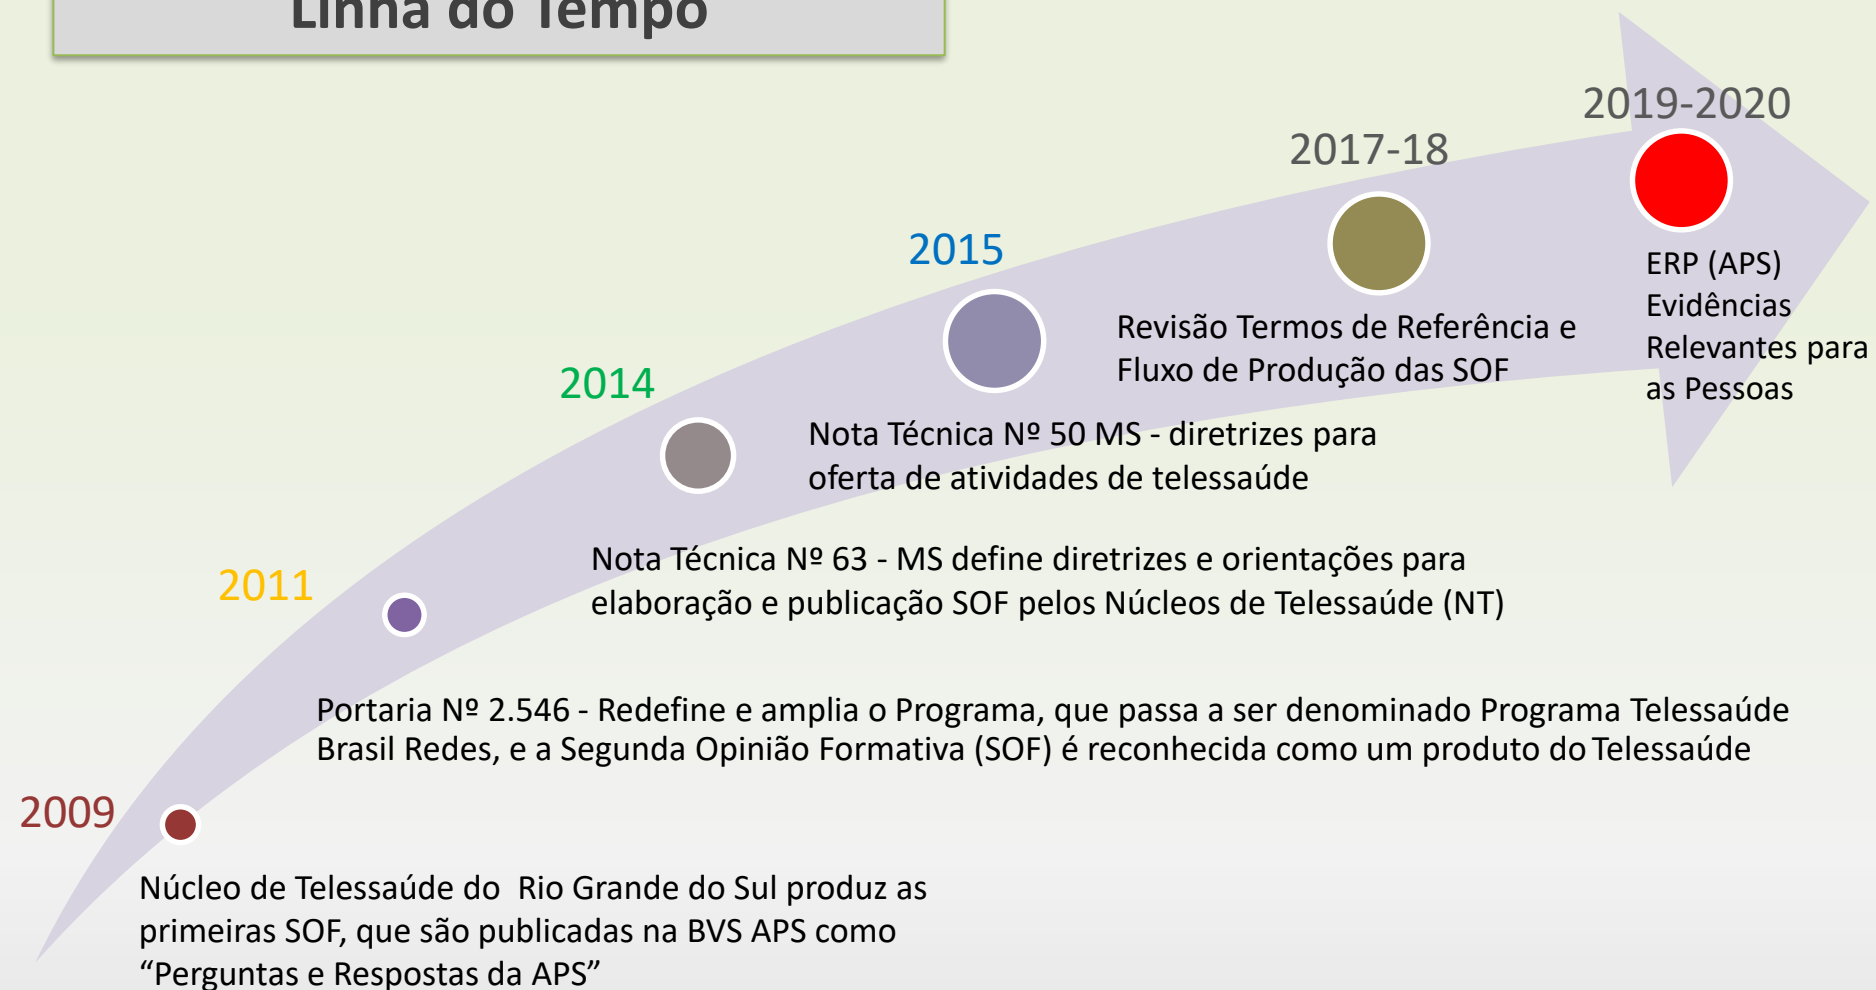 Linha do Tempo
2019-2020
ERP (APS)
Evidências
Relevantes para
as Pessoas
2017-18
Revisão Termos de Referência e
Fluxo de Produção das SOF
2015
Nota Técnica Nº 50 MS - diretrizes para
oferta de atividades de telessaúde
2014
Nota Técnica Nº 63 - MS define diretrizes e orientações para
elaboração e publicação SOF pelos Núcleos de Telessaúde (NT)
2011
Portaria Nº 2.546 - Redefine e amplia o Programa, que passa a ser denominado Programa Telessaúde
Brasil Redes, e a Segunda Opinião Formativa (SOF) é reconhecida como um produto do Telessaúde
2009
Núcleo de Telessaúde do Rio Grande do Sul produz as
primeiras SOF, que são publicadas na BVS APS como
“Perguntas e Respostas da APS”